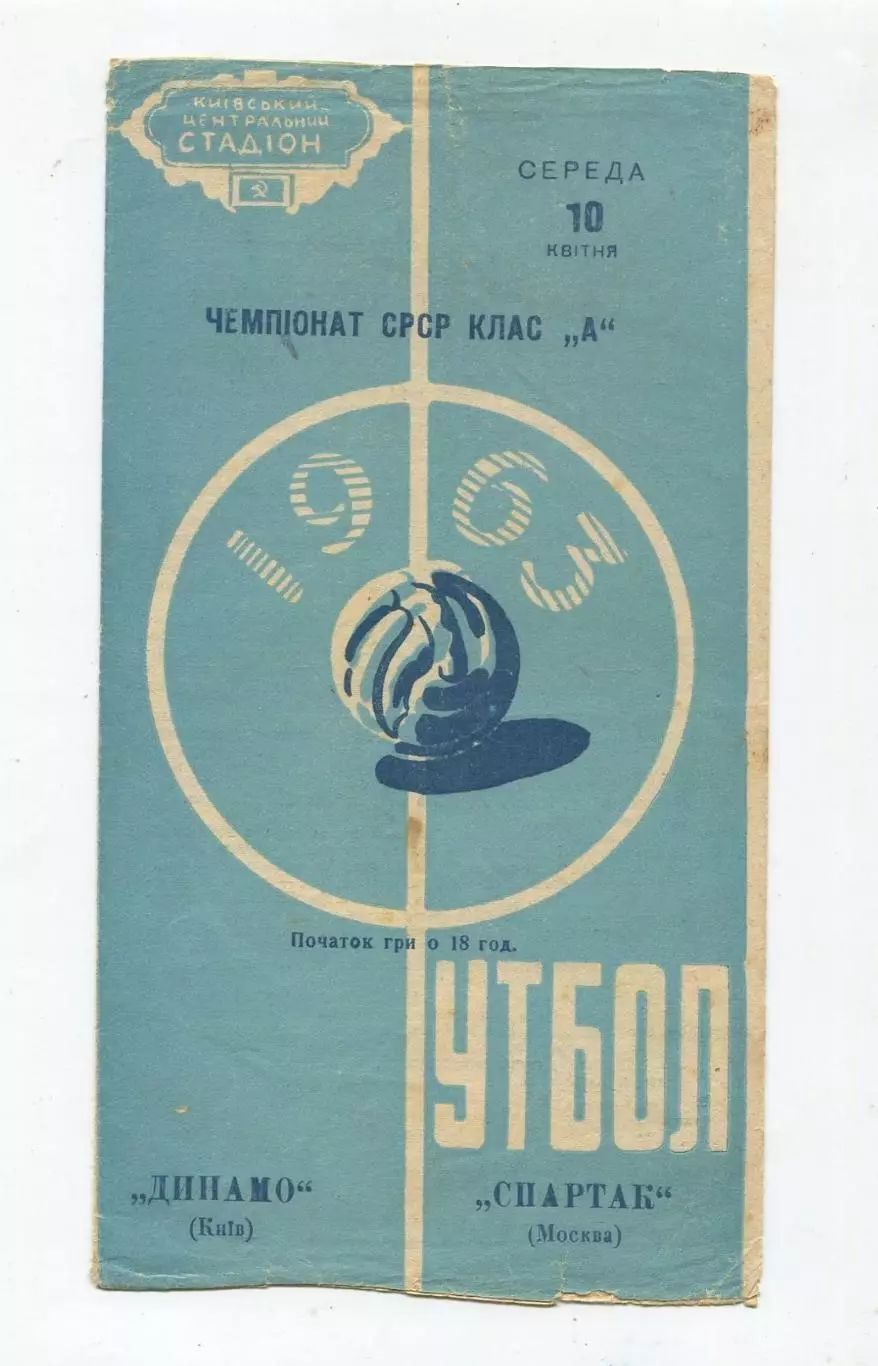 КИЇВСЬКИЙ
ЦЕНТРАЛЬНИЙ
СТАДІОН
СЕРЕДА
10
КВІТНЯ
ЧЕМПІОНАТ СРСР КЛАС „А“
1963
Початок гри о 18 год.
УТБОЛ
„ДИНАМО“
(Київ)
„СПАРТАК“
(Москва)